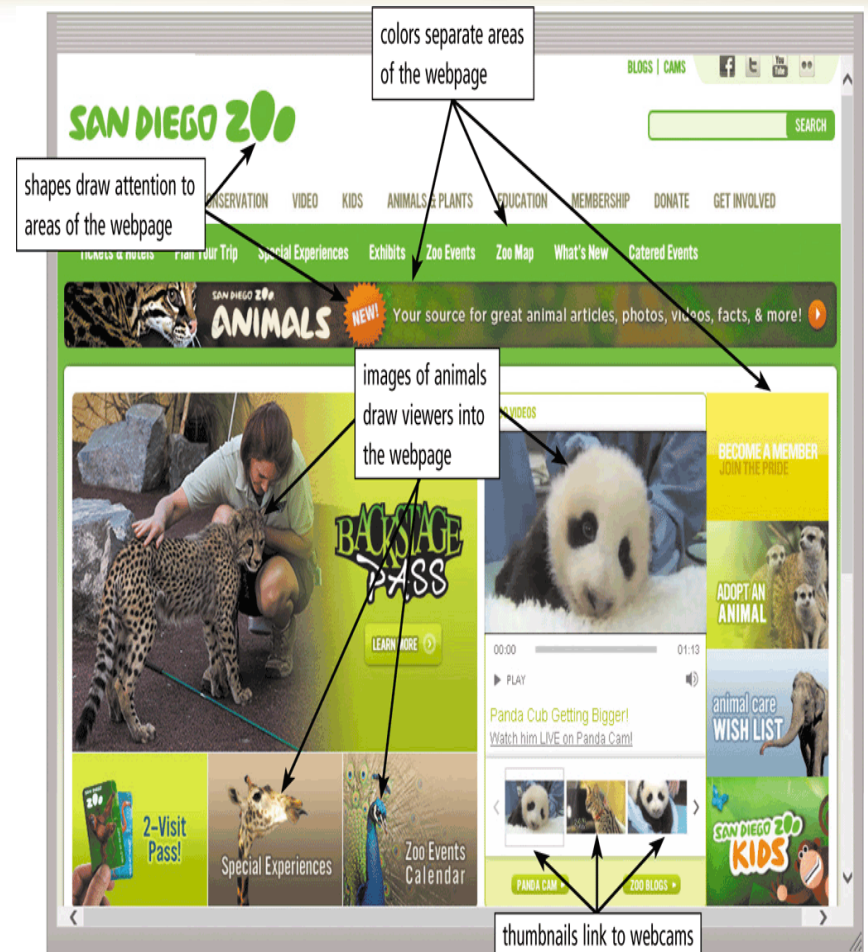 colors separate areas
of the webpage
BLOGS | CAMS
You
Tube
SAN DIEGO ZOO
SEARCH
shapes draw attention to
areas of the webpage
VIDEO KIDS ANIMALS & PLANTS EDUCATION MEMBERSHIP DONATE GET INVOLVED
Tickets & Hotels Plan Your Trip Special Experiences Exhibits Zoo Events Zoo Map What's New Catered Events
SAN DIEGO ZOO
ANIMALS
NEW!
Your source for great animal articles, photos, videos, facts, & more!
images of animals
draw viewers into
the webpage
VIDEOS
BECOME A MEMBER
JOIN THE PRIDE
BACKSTAGE
PASS
LEARN MORE
ADOPT AN
ANIMAL
00:00 01:13
PLAY
Panda Cub Getting Bigger!
Watch him LIVE on Panda Cam!
animal care
WISH LIST
2-Visit
Pass!
Special Experiences
Zoo Events
Calendar
SAN DIEGO ZOO
KIDS
PANDA CAM
ZOO BLOGS
thumbnails link to webcams